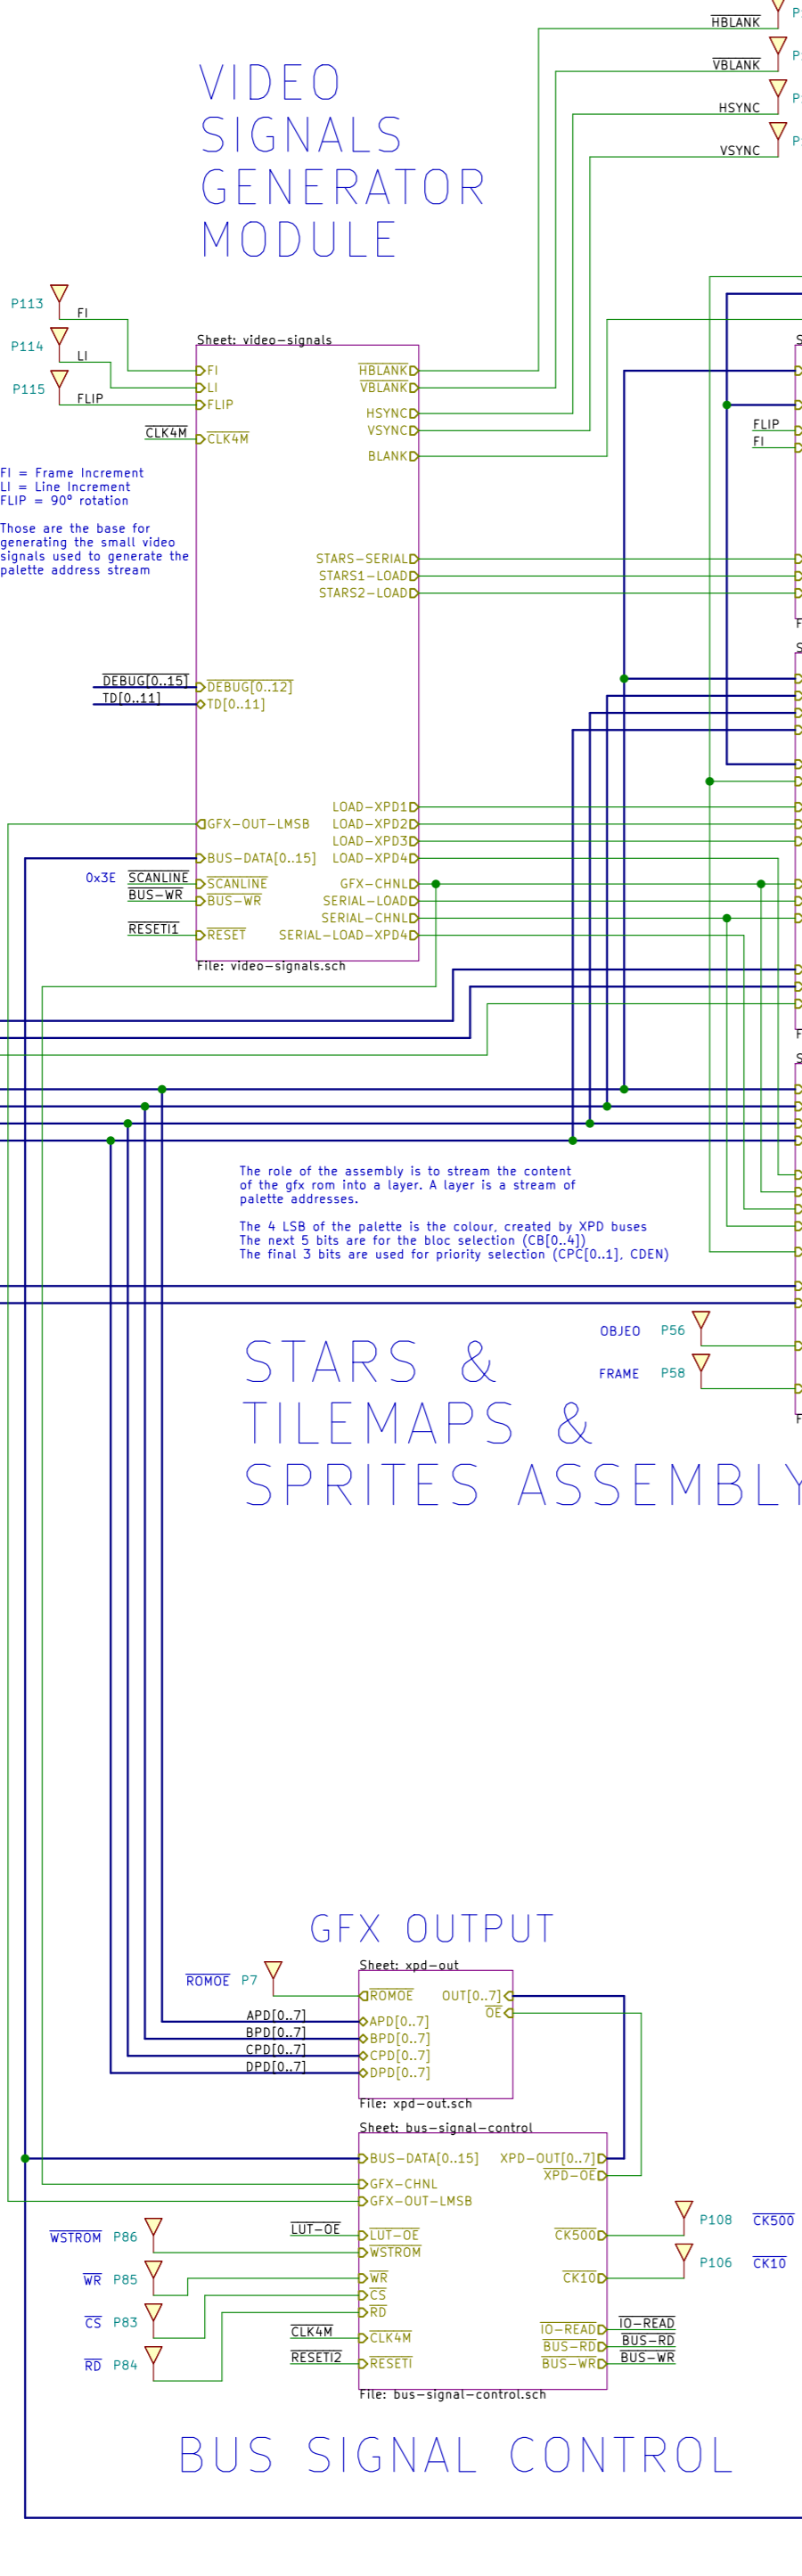 HBLANK
VBLANK
HSYNC
VSYNC
VIDEO
SIGNALS
GENERATOR
MODULE
P113
FI
P114
LI
P115
FLIP
CLK4M
Sheet: video-signals
FI
LI
FLIP
CLK4M
HBLANK
VBLANK
HSYNC
VSYNC
BLANK
FLIP
FI
FI = Frame Increment
LI = Line Increment
FLIP = 90º rotation
Those are the base for
generating the small video
signals used to generate the
palette address stream
STARS-SERIAL
STARS1-LOAD
STARS2-LOAD
DEBUG[0..15]
TD[0..11]
DEBUG[0..12]
TD[0..11]
LOAD-XPD1
GFX-OUT-LMSB
LOAD-XPD2
LOAD-XPD3
BUS-DATA[0..15]
LOAD-XPD4
0x3E
SCANLINE
SCANLINE
GFX-CHNL
BUS-WR
BUS-WR
SERIAL-LOAD
SERIAL-CHNL
RESETI1
RESET
SERIAL-LOAD-XPD4
File: video-signals.sch
The role of the assembly is to stream the content
of the gfx rom into a layer. A layer is a stream of
palette addresses.
The 4 LSB of the palette is the colour, created by XPD buses
The next 5 bits are for the bloc selection (CB[0..4])
The final 3 bits are used for priority selection (CPC[0..1], CDEN)
OBJEO P56
FRAME P58
STARS &
TILEMAPS &
SPRITES ASSEMBLY
GFX OUTPUT
Sheet: xpd-out
ROMOE P7
ROMOE
OUT[0..7]
OE
APD[0..7]
APD[0..7]
BPD[0..7]
BPD[0..7]
CPD[0..7]
CPD[0..7]
DPD[0..7]
DPD[0..7]
File: xpd-out.sch
Sheet: bus-signal-control
BUS-DATA[0..15]
XPD-OUT[0..7]
XPD-OE
GFX-CHNL
GFX-OUT-LMSB
LUT-OE
LUT-OE
CK500
P108 CK500
WSTROM P86
WSTROM
WR P85
WR
CK10
P106 CK10
CS P83
CS
RD
RD P84
CLK4M
CLK4M
IO-READ
IO-READ
BUS-RD
BUS-RD
RESETI2
RESETI
BUS-WR
BUS-WR
File: bus-signal-control.sch
BUS SIGNAL CONTROL